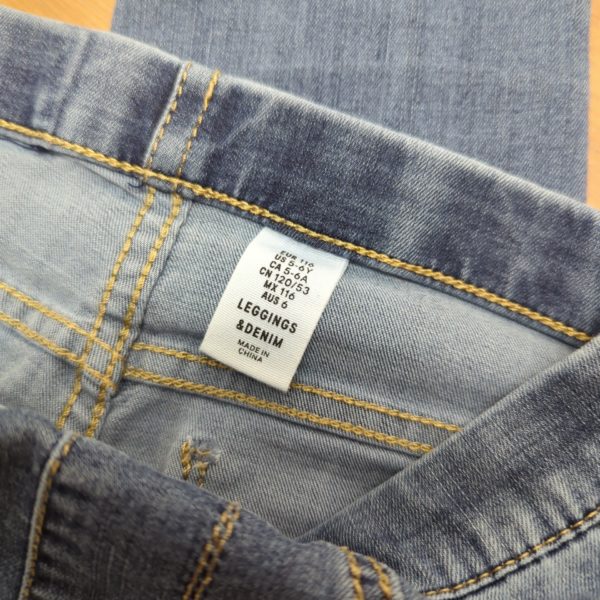 EUR 116
US 5-6Y
CA 5-6A
CN 120/53
MX 116
AUS 6
LEGGINGS
&DENIM
MADE IN
CHINA